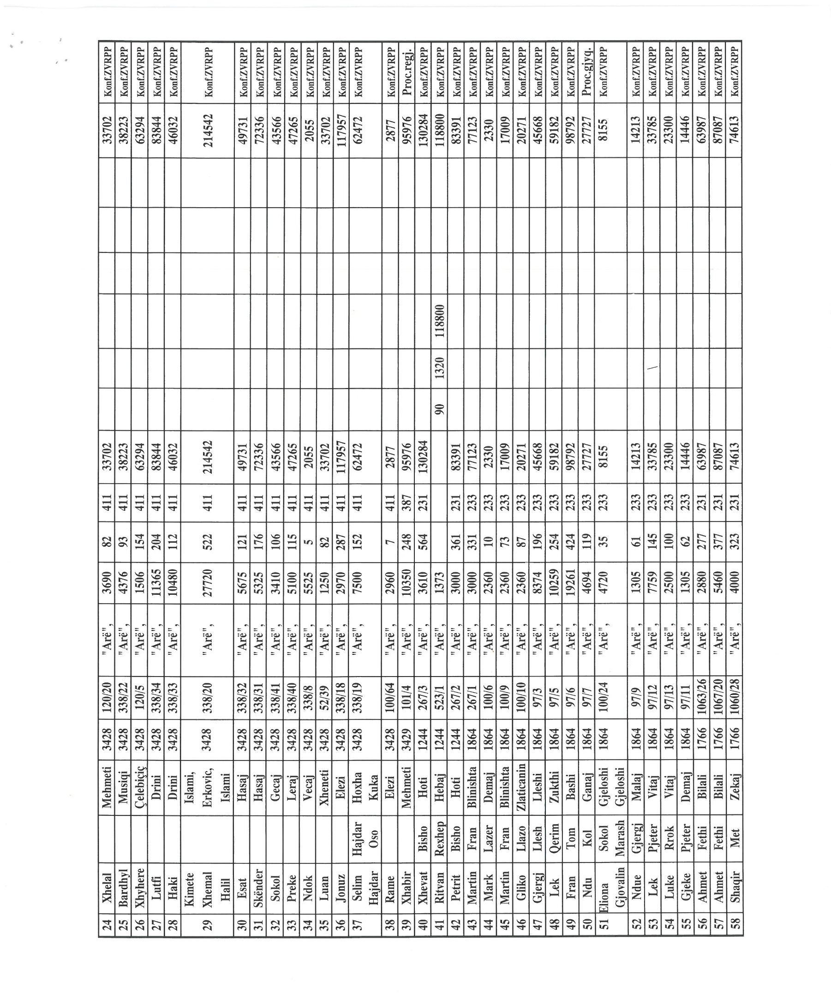 24 Xhelal Mehmeti 3428 120/20 "Arë", 3690 82 411 33702 33702 Konf.ZVRPP
25 Bardhyl Musiqi 3428 338/22 "Arë", 4376 93 411 38223 38223 Konf.ZVRPP
26 Xhyhere Çelebiçiç 3428 120/5 "Arë", 1506 154 411 63294 63294 Konf.ZVRPP
27 Lutfi Drini 3428 338/34 "Arë", 11365 204 411 83844 83844 Konf.ZVRPP
28 Haki Drini 3428 338/33 "Arë", 10480 112 411 46032 46032 Konf.ZVRPP
Kimete Islami,
29 Xhemal Erkovic, 3428 338/20 "Arë", 27720 522 411 214542 214542 Konf.ZVRPP
Halil Islami
30 Esat Hasaj 3428 338/32 "Arë", 5675 121 411 49731 49731 Konf.ZVRPP
31 Skënder Hasaj 3428 338/31 "Arë", 5325 176 411 72336 72336 Konf.ZVRPP
32 Sokol Gecaj 3428 338/41 "Arë", 3410 106 411 43566 43566 Konf.ZVRPP
33 Preke Leraj 3428 338/40 "Arë", 5100 115 411 47265 47265 Konf.ZVRPP
34 Ndok Vecaj 3428 338/8 "Arë", 5525 5 411 2055 2055 Konf.ZVRPP
35 Luan Xheneti 3428 52/39 "Arë", 1250 82 411 33702 33702 Konf.ZVRPP
36 Jonuz Elezi 3428 338/18 "Arë", 2970 287 411 117957 117957 Konf.ZVRPP
37 Selim Hajdar Hoxha 3428 338/19 "Arë", 7500 152 411 62472 62472 Konf.ZVRPP
Hajdar Oso Kuka
38 Rame Elezi 3428 100/64 "Arë", 2960 7 411 2877 2877 Konf.ZVRPP
39 Xhabir Mehmeti 3429 101/4 "Arë", 10350 248 387 95976 95976 Proc.regj.
40 Xhevat Bisho Hoti 1244 267/3 "Arë", 3610 564 231 130284 130284 Konf.ZVRPP
41 Ritvan Rexhep Hebaj 1244 523/1 "Arë", 1373 90 1320 118800 118800 Konf.ZVRPP
42 Petrit Bisho Hoti 1244 267/2 "Arë", 3000 361 231 83391 83391 Konf.ZVRPP
43 Martin Fran Blinishta 1864 267/1 "Arë", 3000 331 233 77123 77123 Konf.ZVRPP
44 Mark Lazer Demaj 1864 100/6 "Arë", 2360 10 233 2330 2330 Konf.ZVRPP
45 Martin Fran Blinishta 1864 100/9 "Arë", 2360 73 233 17009 17009 Konf.ZVRPP
46 Gliko Llazo Zlaticanin 1864 100/10 "Arë", 2360 87 233 20271 20271 Konf.ZVRPP
47 Gjergj Llesh Lleshi 1864 97/3 "Arë", 8374 196 233 45668 45668 Konf.ZVRPP
48 Lek Qerim Zukthi 1864 97/5 "Arë", 10259 254 233 59182 59182 Konf.ZVRPP
49 Fran Tom Bashi 1864 97/6 "Arë", 19261 424 233 98792 98792 Konf.ZVRPP
50 Ndu Kol Ganaj 1864 97/7 "Arë", 4694 119 233 27727 27727 Proc.gjyq.
51 Eliona Sokol Gjeloshi 1864 100/24 "Arë", 4720 35 233 8155 8155 Konf.ZVRPP
Gjovalin Marash Gjeloshi
52 Ndue Gjergj Malaj 1864 97/9 "Arë", 1305 61 233 14213 14213 Konf.ZVRPP
53 Lek Pjeter Vitaj 1864 97/12 "Arë", 7759 145 233 33785 33785 Konf.ZVRPP
54 Luke Rrok Vitaj 1864 97/13 "Arë", 2500 100 233 23300 23300 Konf.ZVRPP
55 Gjeke Pjeter Demaj 1864 97/11 "Arë", 1305 62 233 14446 14446 Konf.ZVRPP
56 Ahmet Fethi Bilali 1766 1063/26 "Arë", 2880 277 231 63987 63987 Konf.ZVRPP
57 Ahmet Fethi Bilali 1766 1067/20 "Arë", 5460 377 231 87087 87087 Konf.ZVRPP
58 Shaqir Met Zekaj 1766 1060/28 "Arë", 4000 323 231 74613 74613 Konf.ZVRPP